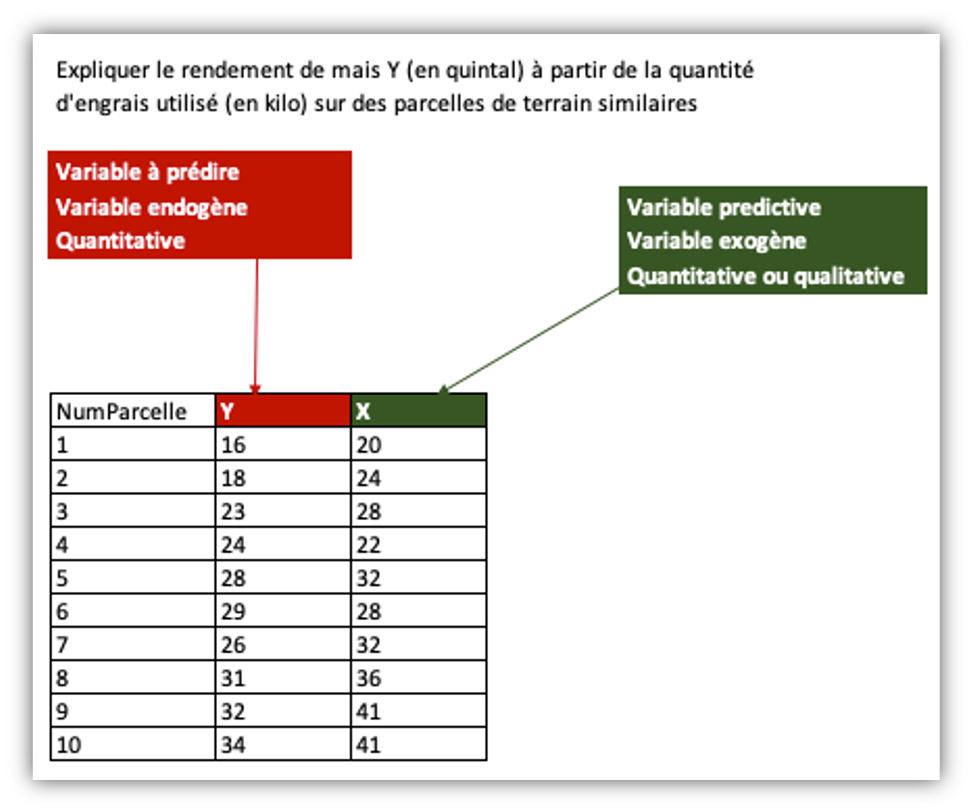 Expliquer le rendement de mais Y (en quintal) à partir de la quantité
d'engrais utilisé (en kilo) sur des parcelles de terrain similaires
Variable à prédire
Variable endogène
Quantitative
Variable predictive
Variable exogène
Quantitative ou qualitative
NumParcelle Y X
1 16 20
2 18 24
3 23 28
4 24 22
5 28 32
6 29 28
7 26 32
8 31 36
9 32 41
10 34 41